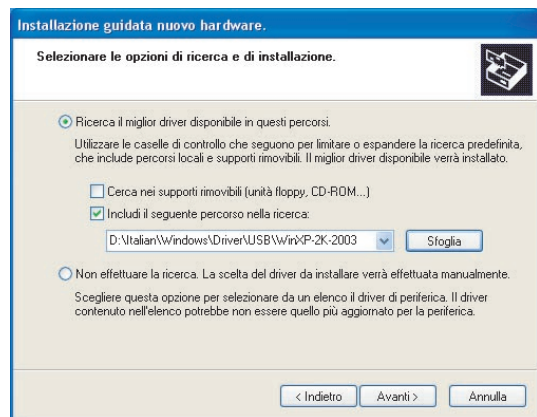 Installazione guidata nuovo hardware.
Selezionare le opzioni di ricerca e di installazione.
Ricerca il miglior driver disponibile in questi percorsi.
Utilizzare le caselle di controllo che seguono per limitare o espandere la ricerca predefinita,
che include percorsi locali e supporti rimovibili. Il miglior driver disponibile verrà installato.
Cerca nei supporti rimovibili (unità floppy, CD-ROM...)
Includi il seguente percorso nella ricerca:
D:\Italian\Windows\Driver\USB\WinXP-2K-2003
Sfoglia
Non effettuare la ricerca. La scelta del driver da installare verrà effettuata manualmente.
Scegliere questa opzione per selezionare da un elenco il driver di periferica. Il driver
contenuto nell'elenco potrebbe non essere quello più aggiornato per la periferica.
< Indietro Avanti > Annulla